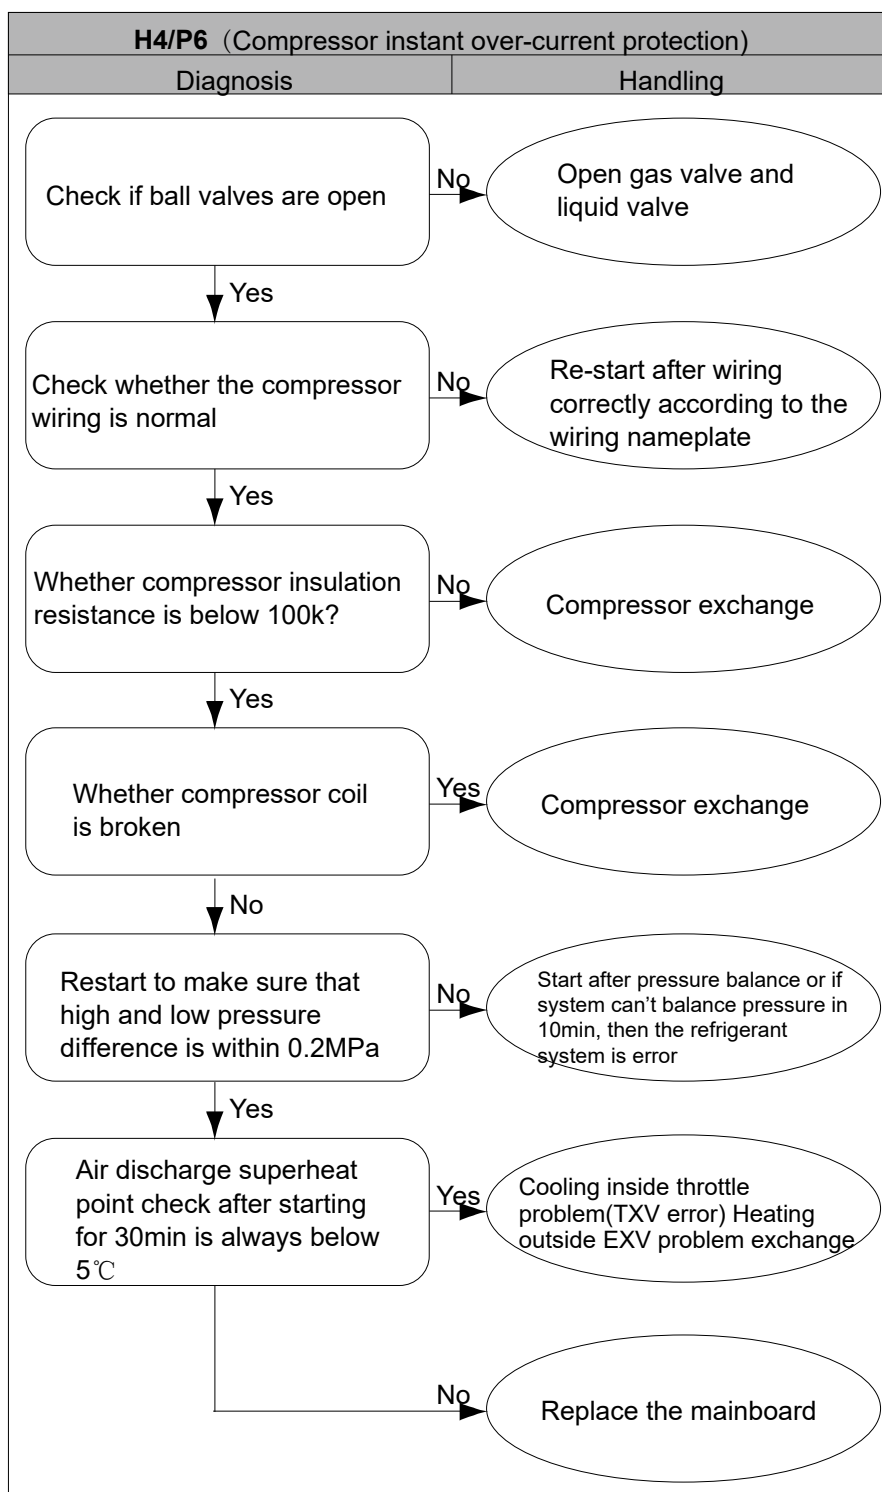 H4/P6（Compressor instant over-current protection)
Diagnosis
Handling
Check if ball valves are open
No
Open gas valve and
liquid valve
Yes
Check whether the compressor
wiring is normal
No
Re-start after wiring
correctly according to the
wiring nameplate
Yes
Whether compressor insulation
resistance is below 100k?
No
Compressor exchange
Yes
Whether compressor coil
is broken
Yes
Compressor exchange
No
Restart to make sure that
high and low pressure
difference is within 0.2MPa
No
Start after pressure balance or if
system can't balance pressure in
10min, then the refrigerant
system is error
Yes
Air discharge superheat
point check after starting
for 30min is always below
5℃
Yes
Cooling inside throttle
problem(TXV error) Heating
outside EXV problem exchange
No
Replace the mainboard